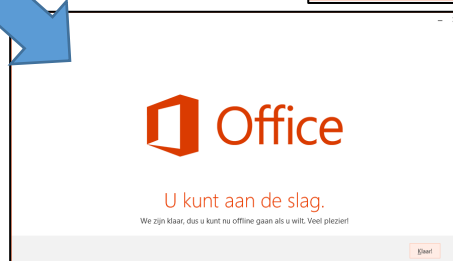 Office
U kunt aan de slag.
We zijn klaar, dus u kunt nu offline gaan als u wilt. Veel plezier!
Klaar!